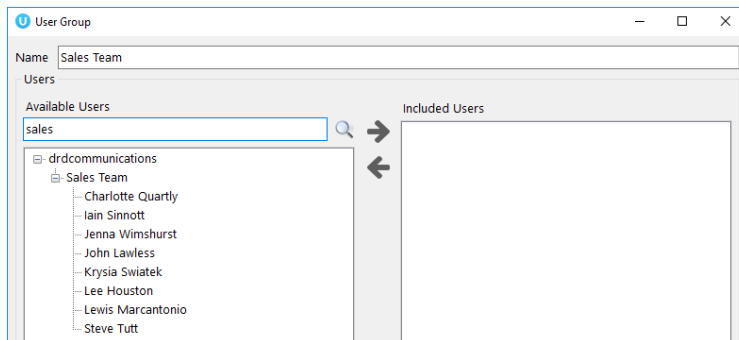 User Group
Name Sales Team
Users
Available Users
Included Users
sales
drdcommunications
Sales Team
Charlotte Quartly
Iain Sinnott
Jenna Wimshurst
John Lawless
Krysia Swiatek
Lee Houston
Lewis Marcantonio
Steve Tutt